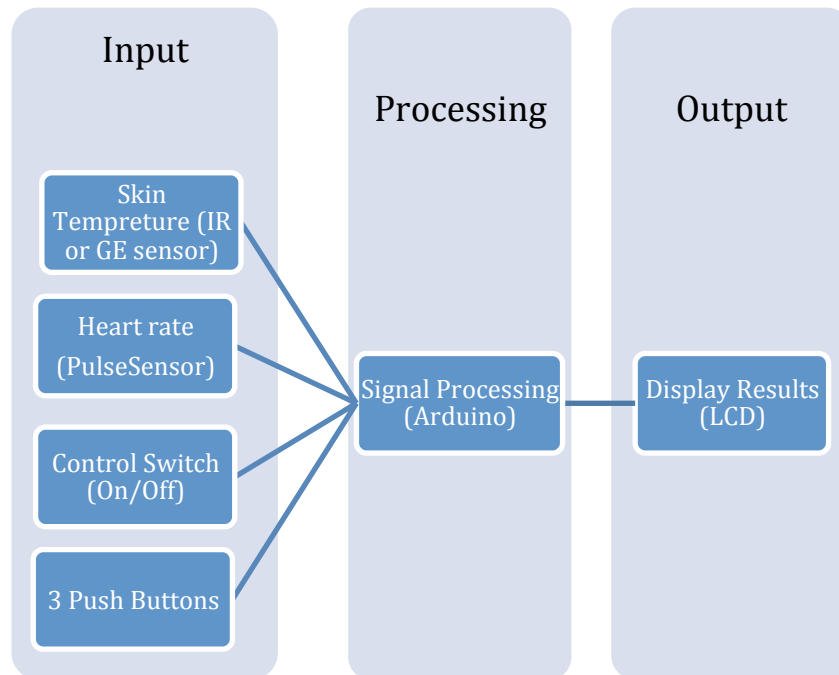 Input
Skin
Tempreture (IR
or GE sensor)
Heart rate
(PulseSensor)
Control Switch
(On/Off)
3 Push Buttons
Processing
Signal Processing
(Arduino)
Output
Display Results
(LCD)